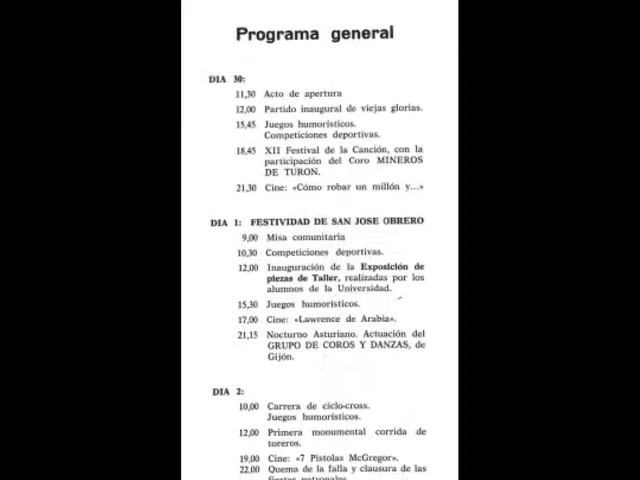 Programa general
DIA 30:
11,30 Acto de apertura
12,00 Partido inaugural de viejas glorias.
15,45 Juegos humorísticos.
Competiciones deportivas.
18,45 XII Festival de la Canción, con la
participación del Coro MINEROS
DE TURON.
21,30 Cine: «Cómo robar un millón y...»
DIA 1: FESTIVIDAD DE SAN JOSE OBRERO
9,00 Misa comunitaria
10,30 Competiciones deportivas.
12,00 Inauguración de la Exposición de
piezas de Taller, realizadas por los
alumnos de la Universidad.
15,30 Juegos humorísticos.
17,00 Cine: «Lawrence de Arabia».
21,15 Nocturno Asturiano. Actuación del
GRUPO DE COROS Y DANZAS, de
Gijón.
DIA 2:
10,00 Carrera de ciclo-cross.
Juegos humorísticos.
12,00 Primera monumental corrida de
toreros.
19,00 Cine: «7 Pistolas McGregor».
22,00 Quema de la falla y clausura de las
fiestas patronales